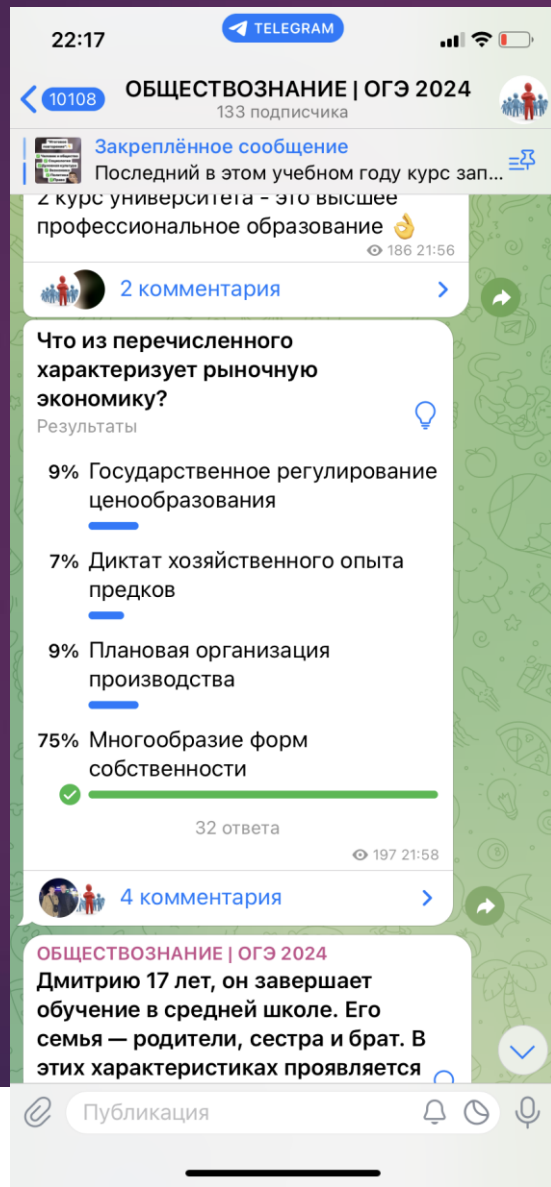 22:17
TELEGRAM
10108
ОБЩЕСТВОЗНАНИЕ | ОГЭ 2024
133 подписчика
Закреплённое сообщение
Последний в этом учебном году курс зап...
2 курс университета - это высшее
профессиональное образование 👌
186 21:56
2 комментария
Что из перечисленного
характеризует рыночную
экономику?
Результаты
9% Государственное регулирование
ценообразования
7% Диктат хозяйственного опыта
предков
9% Плановая организация
производства
75% Многообразие форм
собственности
32 ответа
197 21:58
4 комментария
ОБЩЕСТВОЗНАНИЕ | ОГЭ 2024
Дмитрию 17 лет, он завершает
обучение в средней школе. Его
семья — родители, сестра и брат. В
этих характеристиках проявляется
Публикация